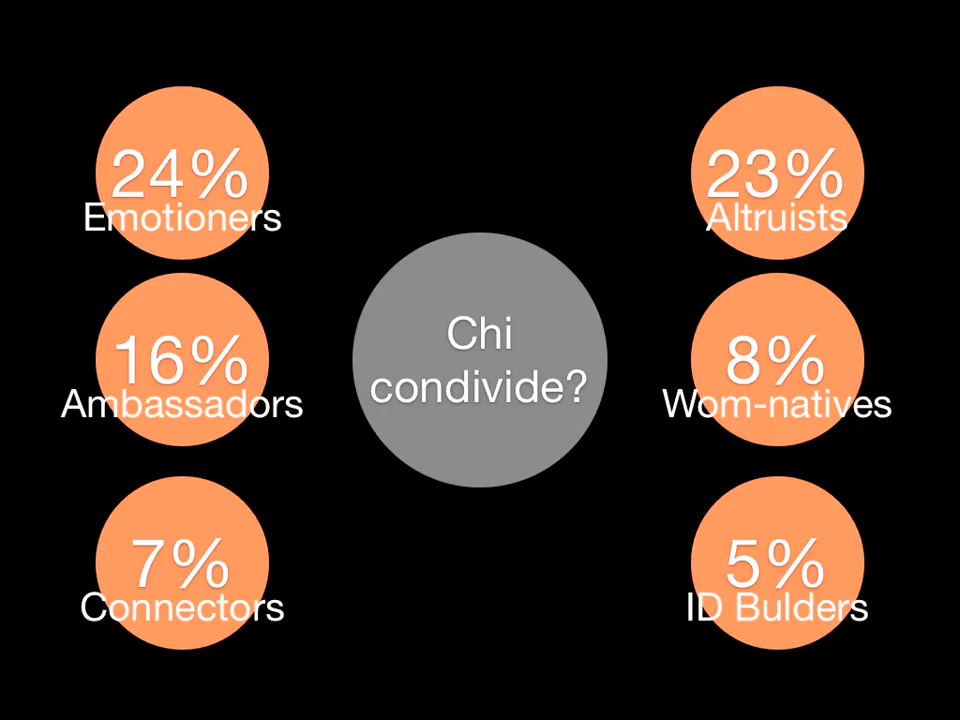 24%
Emotioners
23%
Altruists
Chi
condivide?
16%
Ambassadors
8%
Wom-natives
7%
Connectors
5%
ID Bulders